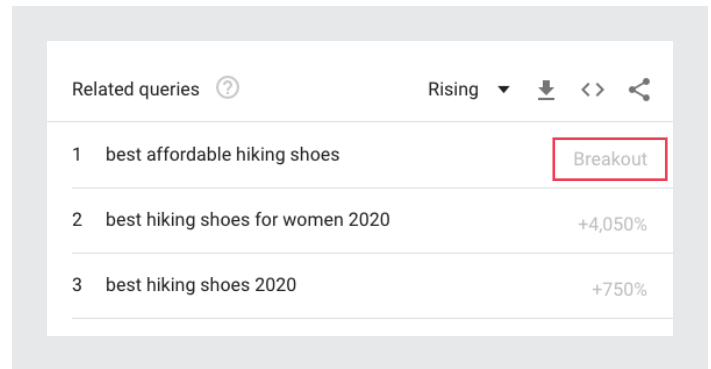 Related queries ? Rising
1 best affordable hiking shoes Breakout
2 best hiking shoes for women 2020 +4,050%
3 best hiking shoes 2020 +750%